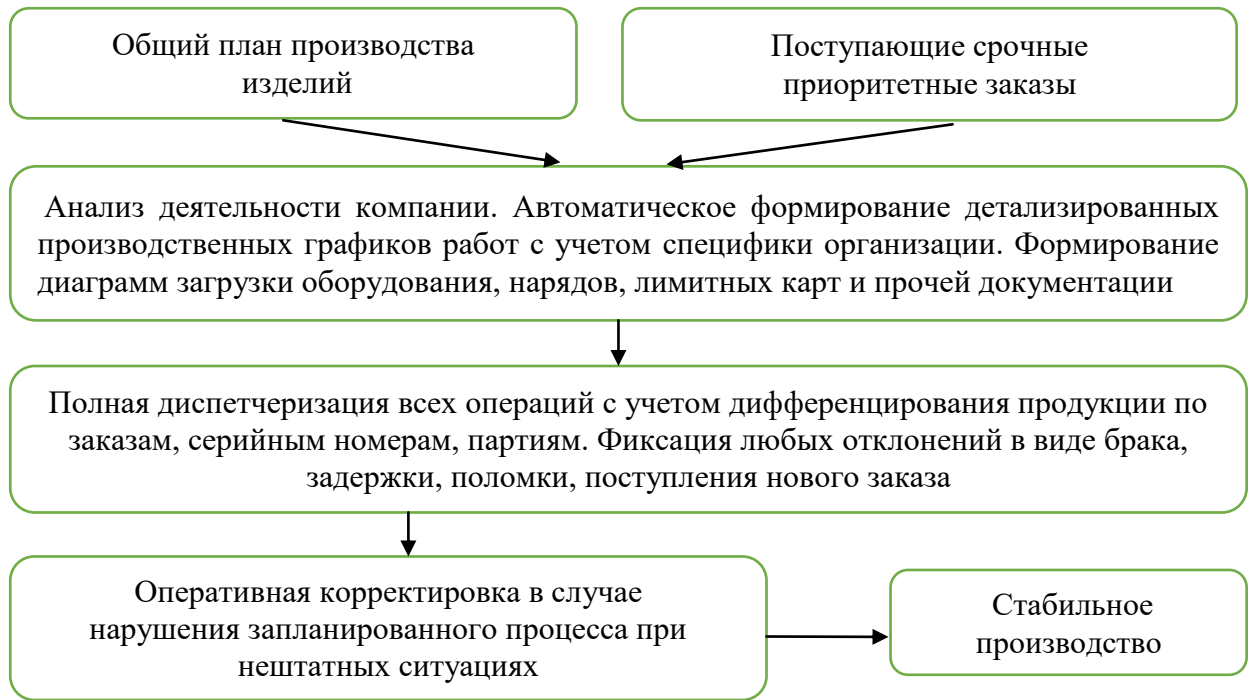 Общий план производства
изделий
Поступающие срочные
приоритетные заказы
Анализ деятельности компании. Автоматическое формирование детализированных
производственных графиков работ с учетом специфики организации. Формирование
диаграмм загрузки оборудования, нарядов, лимитных карт и прочей документации
Полная диспетчеризация всех операций с учетом дифференцирования продукции по
заказам, серийным номерам, партиям. Фиксация любых отклонений в виде брака,
задержки, поломки, поступления нового заказа
Оперативная корректировка в случае
нарушения запланированного процесса при
нештатных ситуациях
Стабильное
производство